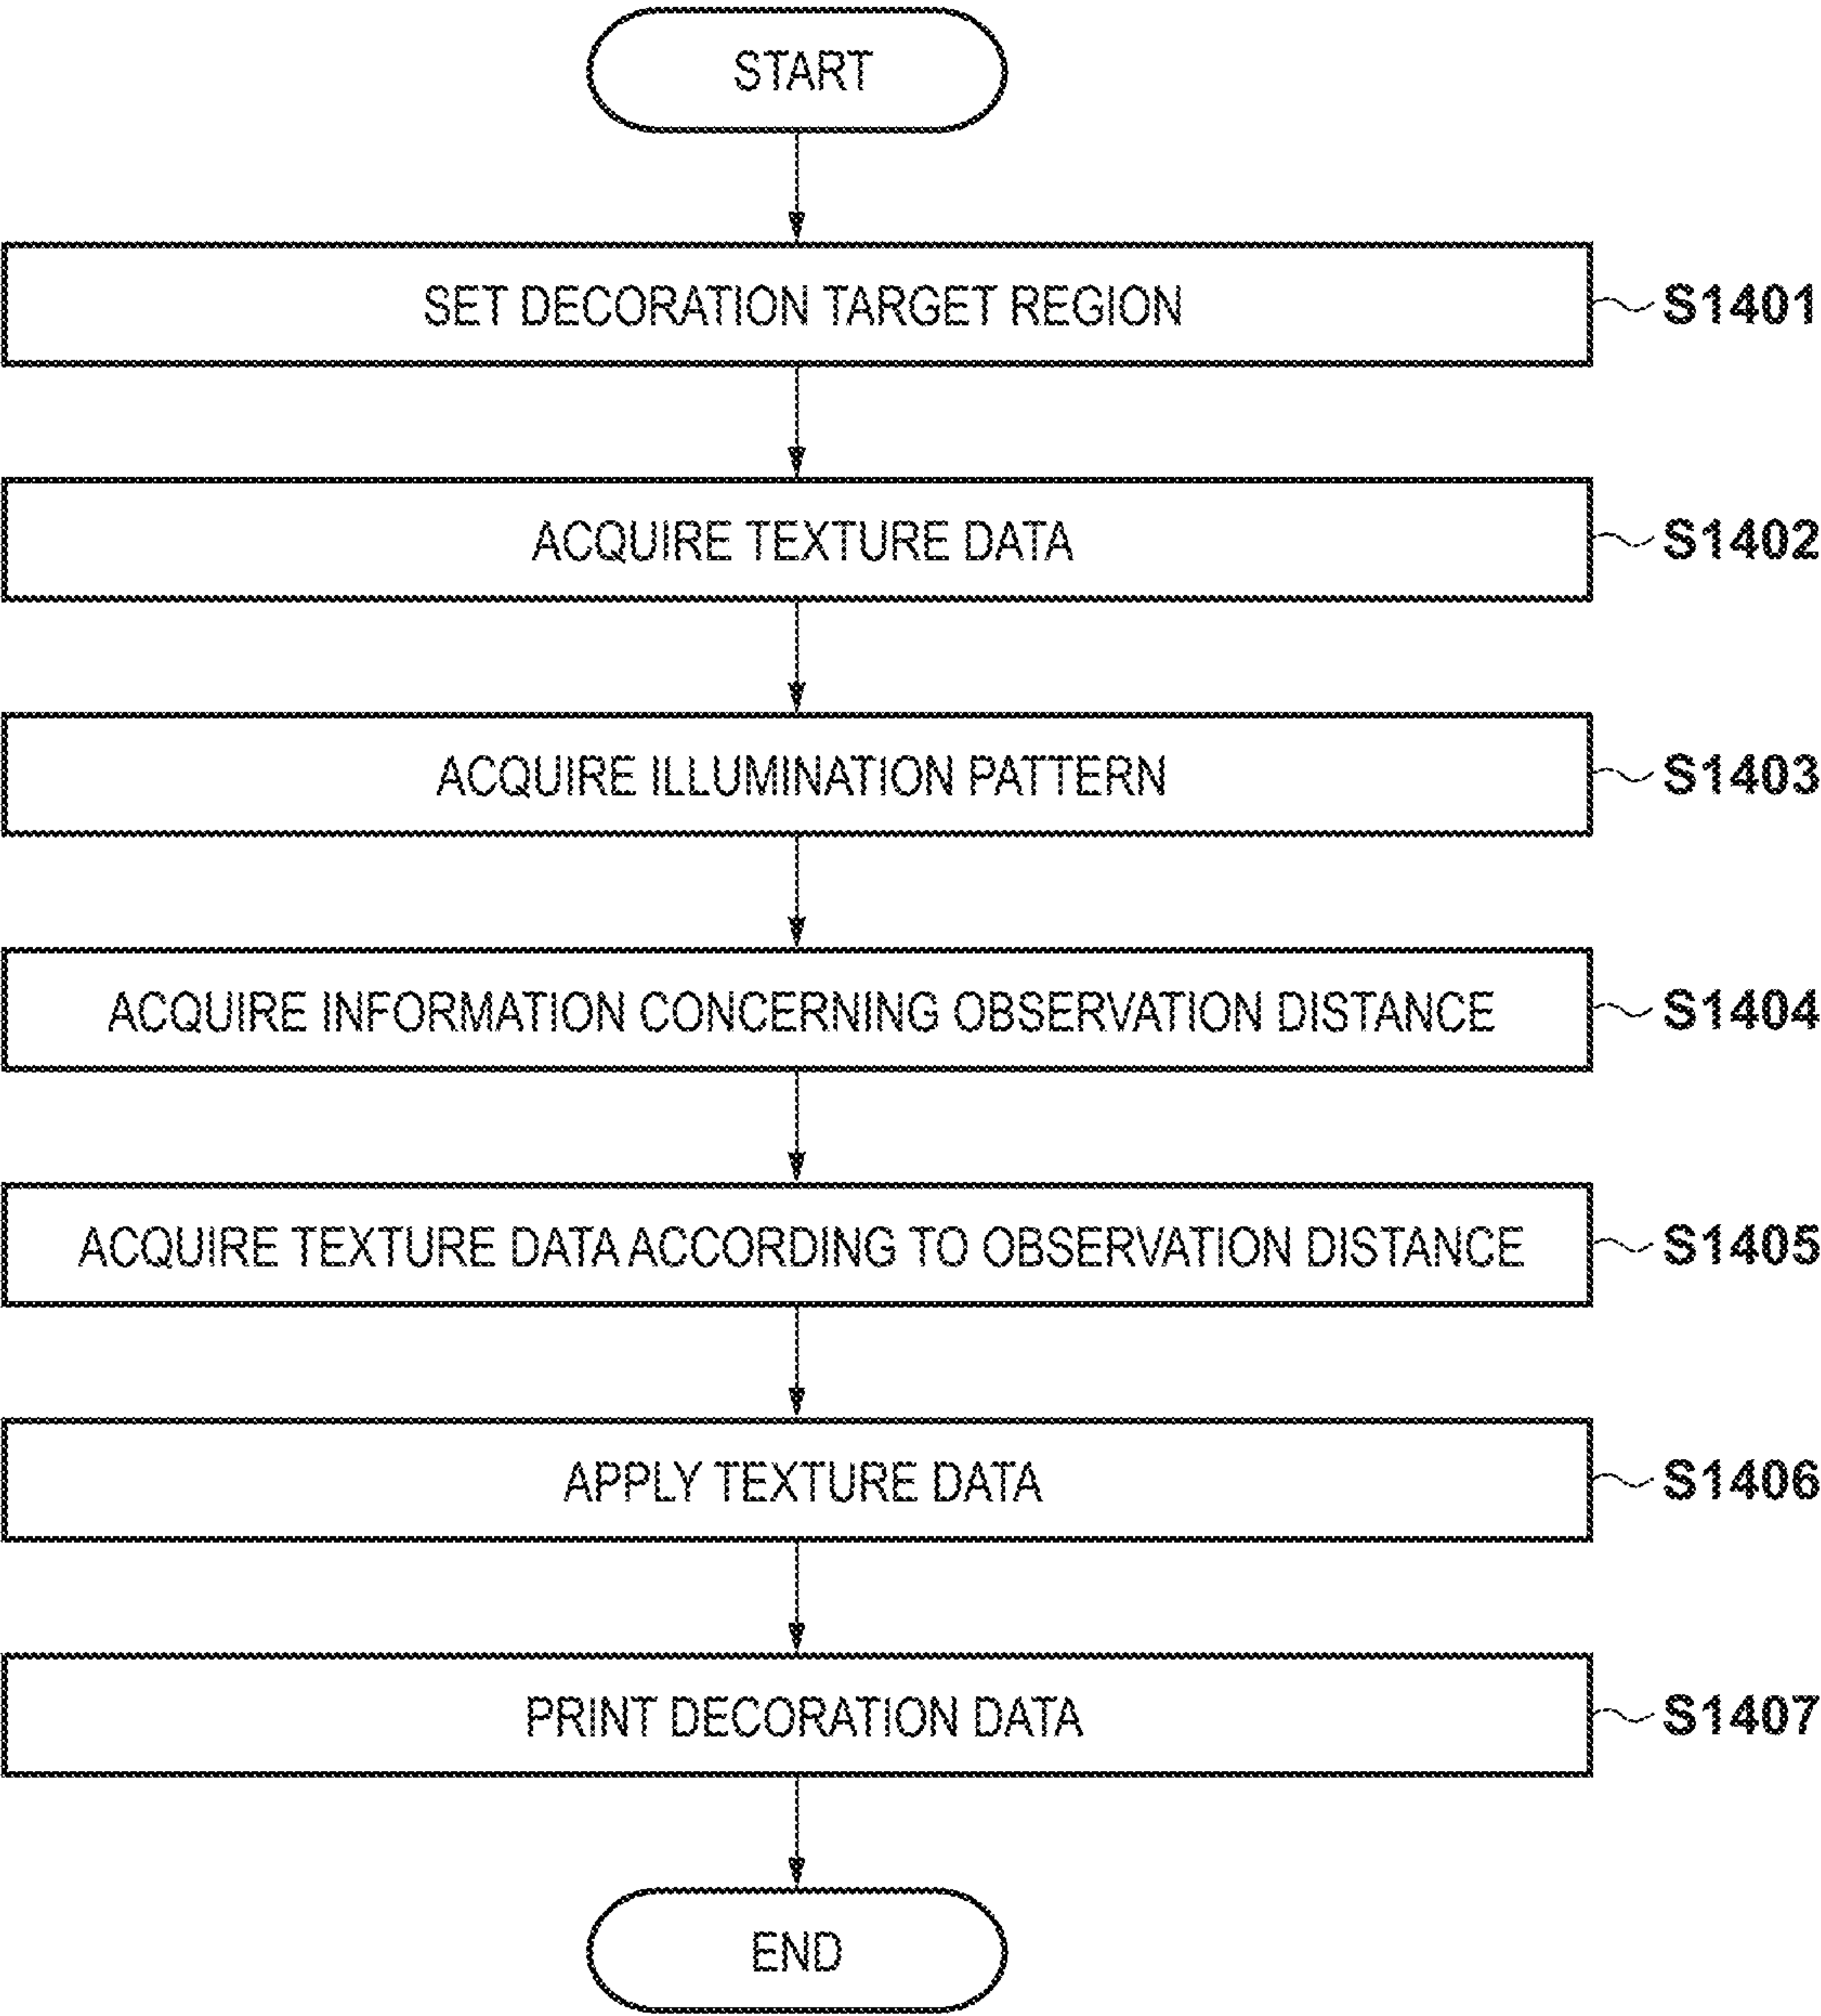 START
SET DECORATION TARGET REGION
S1401
ACQUIRE TEXTURE DATA
S1402
ACQUIRE ILLUMINATION PATTERN
S1403
ACQUIRE INFORMATION CONCERNING OBSERVATION DISTANCE
S1404
ACQUIRE TEXTURE DATA ACCORDING TO OBSERVATION DISTANCE
S1405
APPLY TEXTURE DATA
S1406
PRINT DECORATION DATA
S1407
END